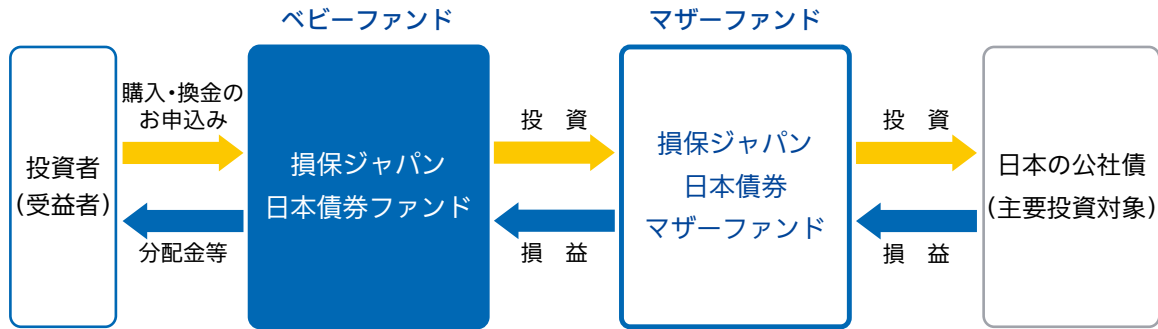 ベビーファンド
マザーファンド
投資者
(受益者)
購入・換金の
お申込み
分配金等
損保ジャパン
日本債券ファンド
投　資
損　益
損保ジャパン
日本債券
マザーファンド
投　資
損　益
日本の公社債
(主要投資対象)